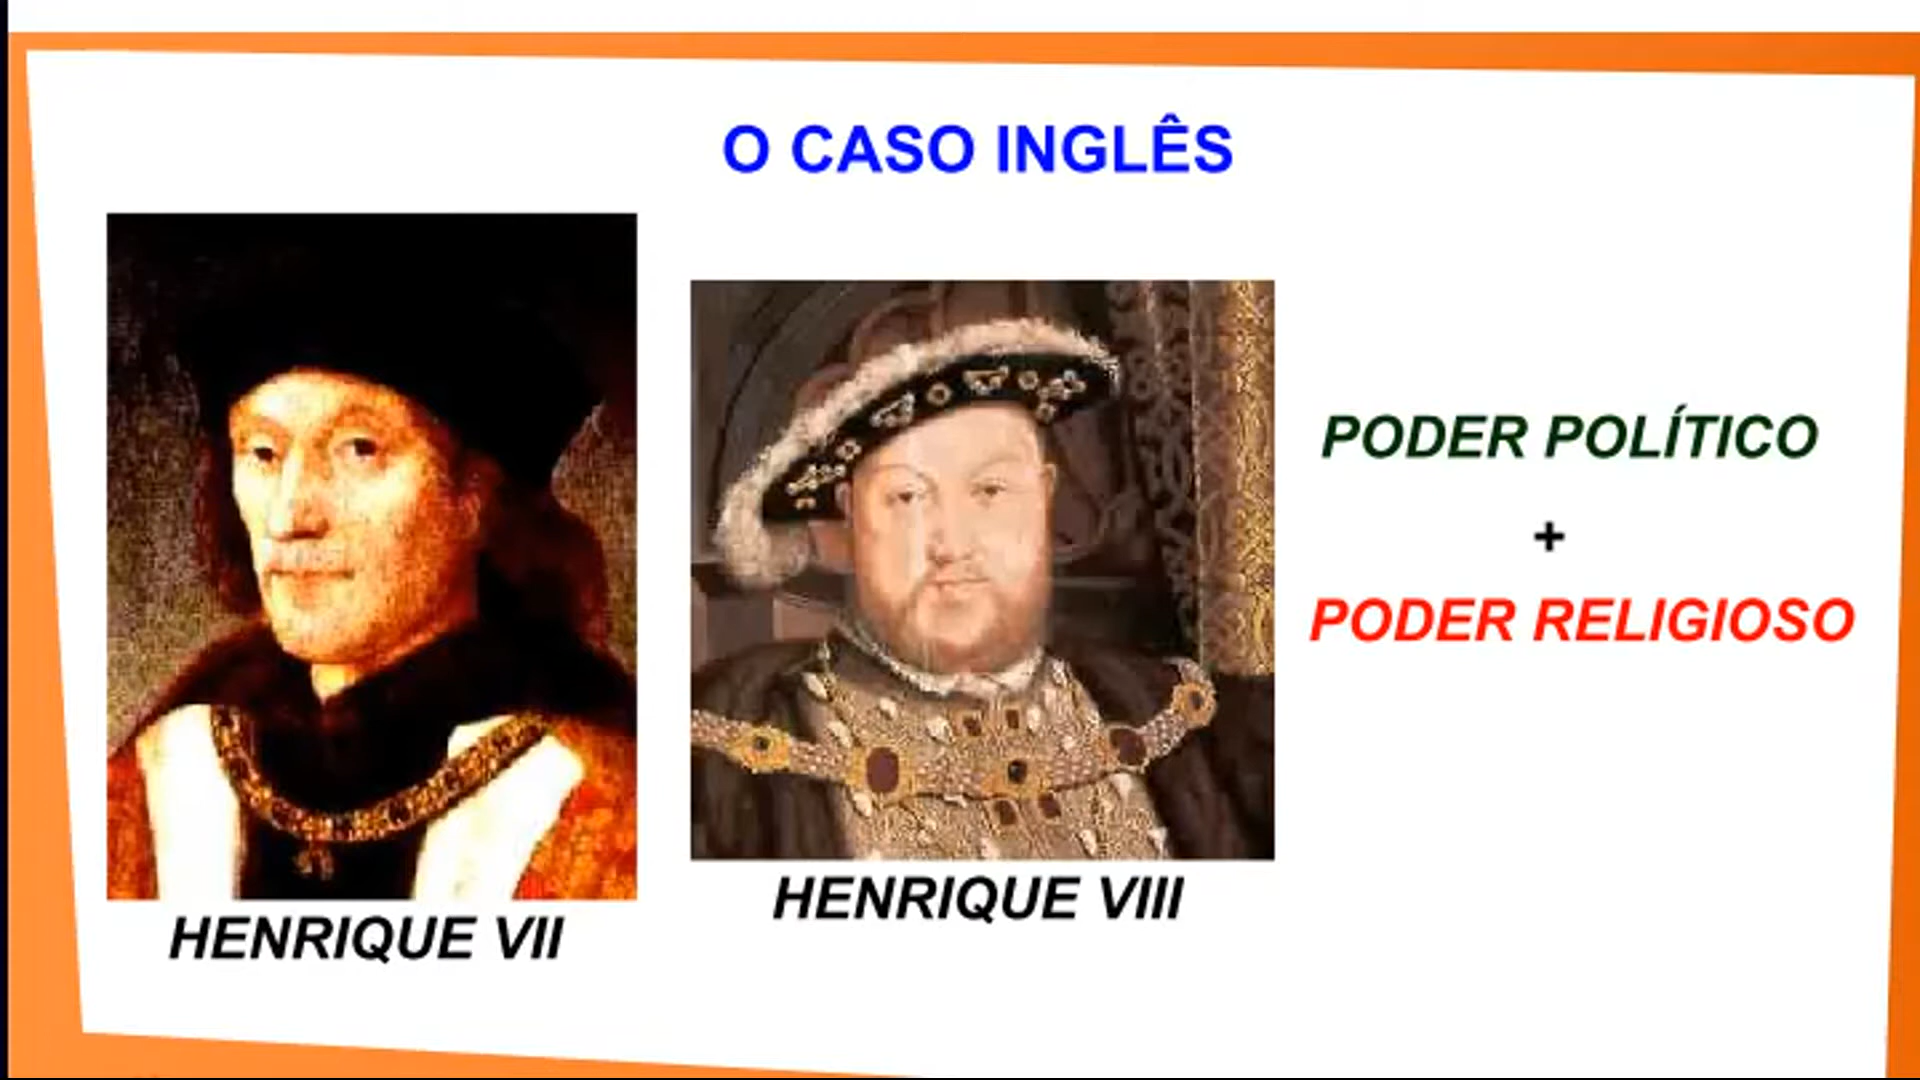 O CASO INGLÊS
PODER POLÍTICO
+
PODER RELIGIOSO
HENRIQUE VII
HENRIQUE VIII